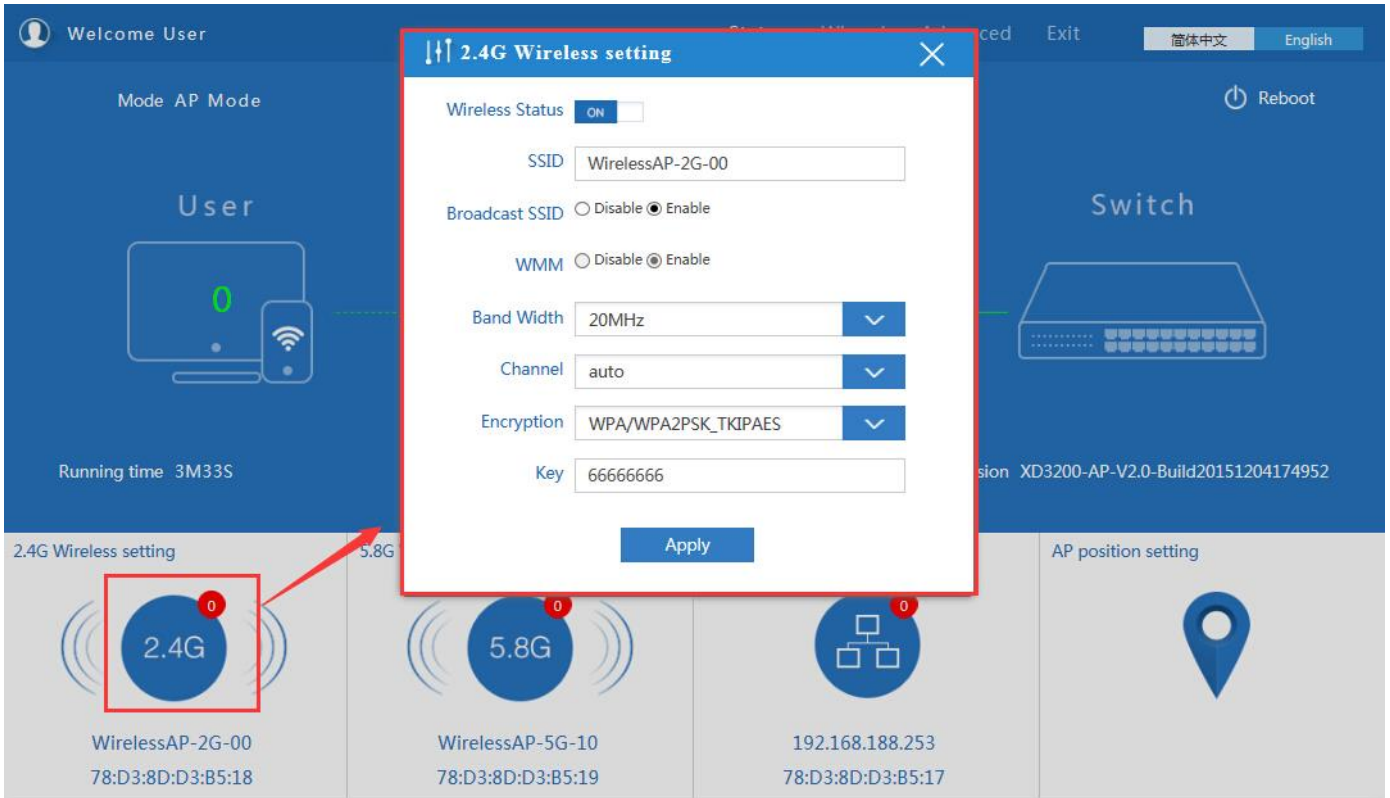 Welcome User
ced
Exit
简体中文
English
Mode AP Mode
Reboot
User
0
Switch
Running time 3M33S
XD3200-AP-V2.0-Build20151204174952
2.4G Wireless setting
Wireless Status
ON
SSID
WirelessAP-2G-00
Broadcast SSID
Disable Enable
WMM
Disable Enable
Band Width
20MHz
Channel
auto
Encryption
WPA/WPA2PSK_TKIPAES
Key
66666666
Apply
2.4G Wireless setting
5.8G
AP position setting
0
2.4G
WirelessAP-2G-00
78:D3:8D:D3:B5:18
0
5.8G
WirelessAP-5G-10
78:D3:8D:D3:B5:19
0
192.168.188.253
78:D3:8D:D3:B5:17